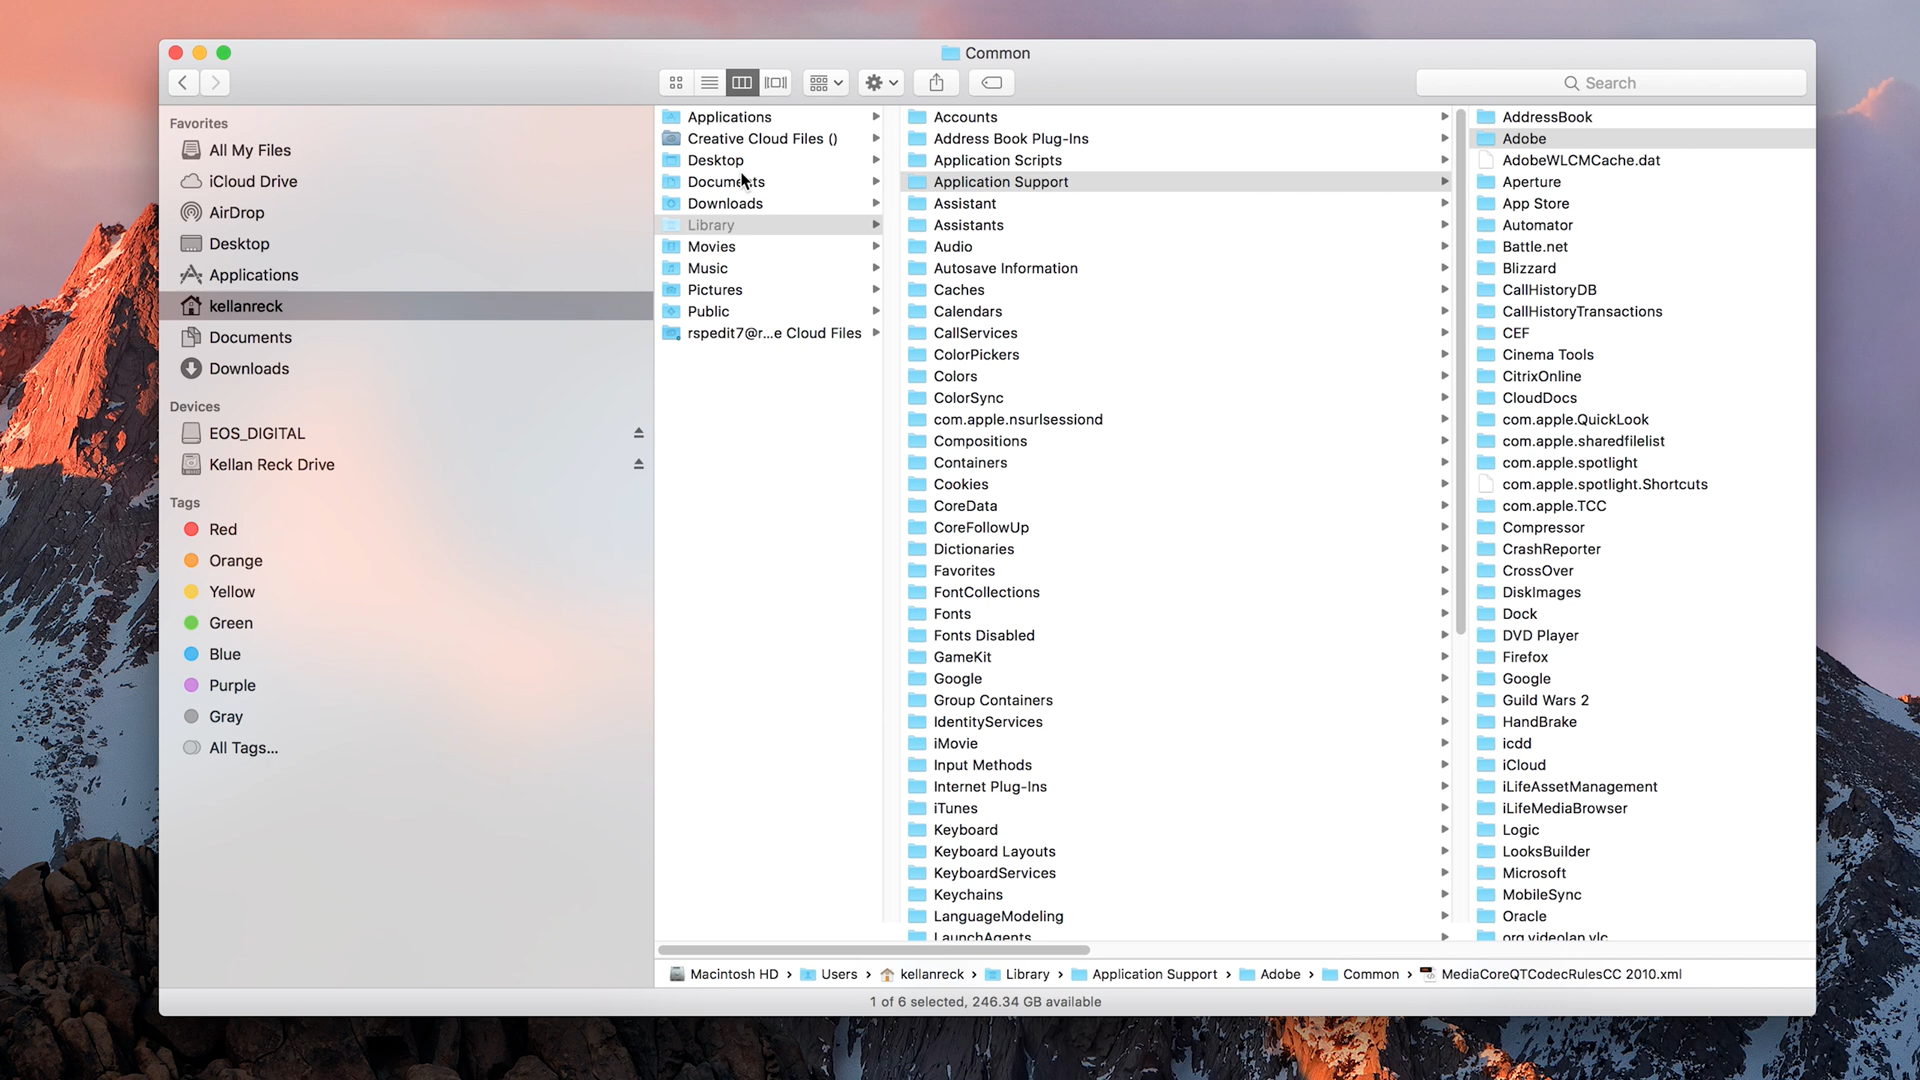 Common
Search
Favorites
All My Files
iCloud Drive
AirDrop
Desktop
Applications
kellanreck
Documents
Downloads
Devices
EOS_DIGITAL
Kellan Reck Drive
Tags
Red
Orange
Yellow
Green
Blue
Purple
Gray
All Tags...
Applications
Creative Cloud Files ()
Desktop
Documents
Downloads
Library
Movies
Music
Pictures
Public
rspedit7@r...e Cloud Files
Accounts
Address Book Plug-Ins
Application Scripts
Application Support
Assistant
Assistants
Audio
Autosave Information
Caches
Calendars
CallServices
ColorPickers
Colors
ColorSync
com.apple.nsurlsessiond
Compositions
Containers
Cookies
CoreData
CoreFollowUp
Dictionaries
Favorites
FontCollections
Fonts
Fonts Disabled
GameKit
Google
Group Containers
IdentityServices
iMovie
Input Methods
Internet Plug-Ins
iTunes
Keyboard
Keyboard Layouts
KeyboardServices
Keychains
LanguageModeling
LaunchAgents
AddressBook
Adobe
AdobeWLCMCache.dat
Aperture
App Store
Automator
Battle.net
Blizzard
CallHistoryDB
CallHistoryTransactions
CEF
Cinema Tools
CitrixOnline
CloudDocs
com.apple.QuickLook
com.apple.sharedfilelist
com.apple.spotlight
com.apple.spotlight.Shortcuts
com.apple.TCC
Compressor
CrashReporter
CrossOver
DiskImages
Dock
DVD Player
Firefox
Google
Guild Wars 2
HandBrake
icdd
iCloud
iLifeAssetManagement
iLifeMediaBrowser
Logic
LooksBuilder
Microsoft
MobileSync
Oracle
org.videolan.vlc
Macintosh HD › Users › kellanreck › Library › Application Support › Adobe › Common › MediaCoreQTCodecRulesCC 2010.xml
1 of 6 selected, 246.34 GB available